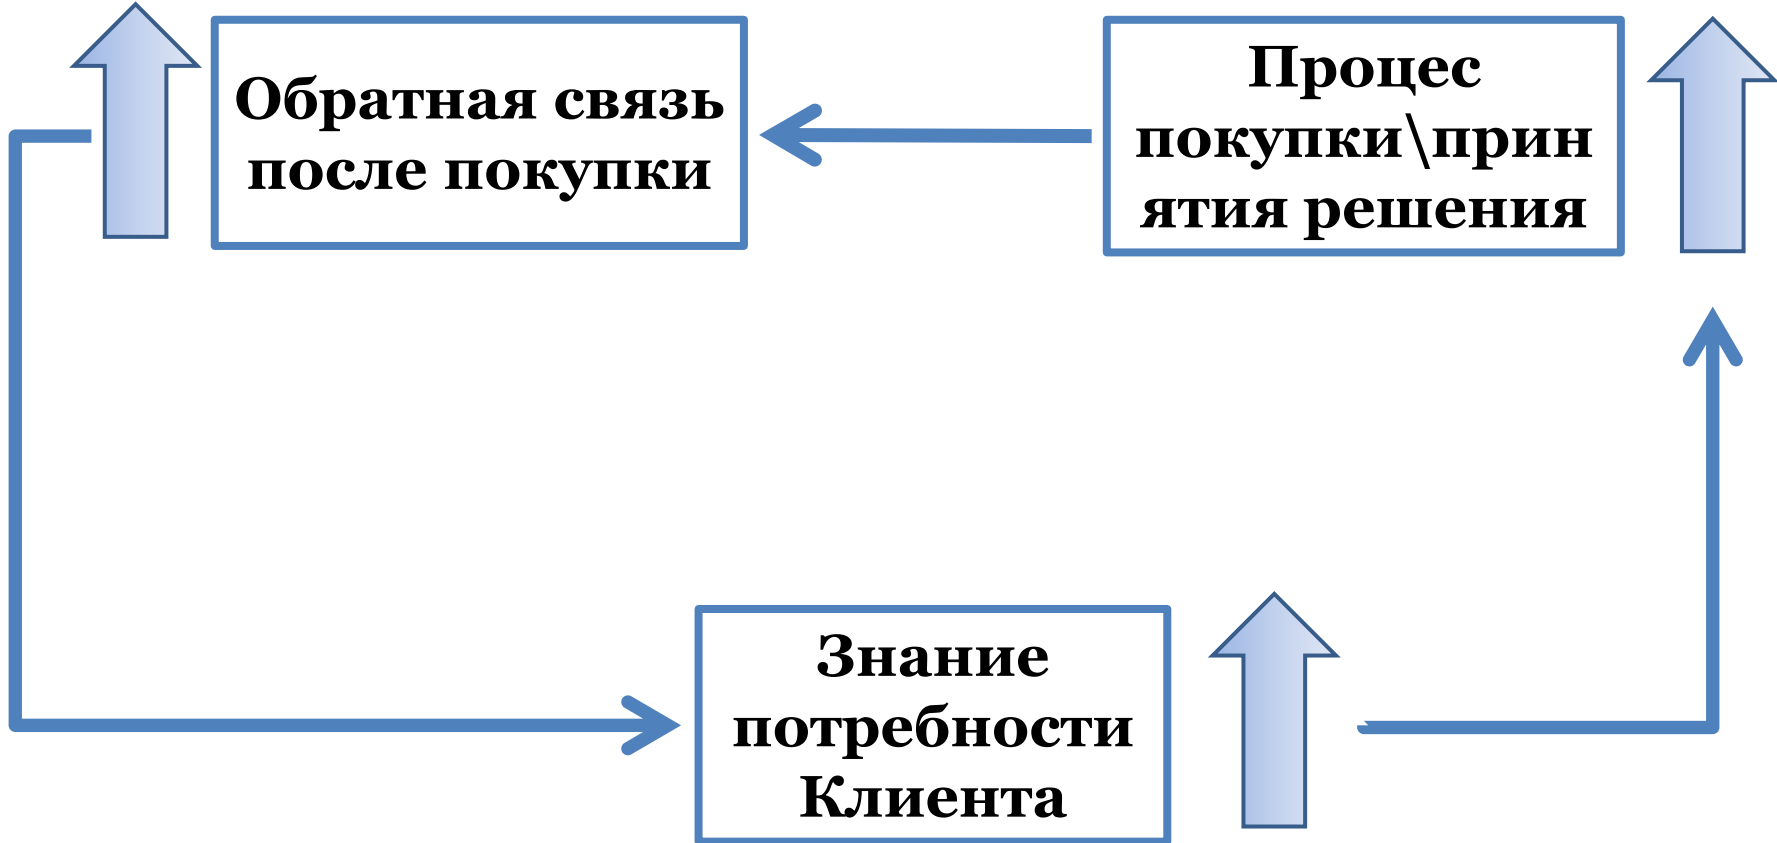 Обратная связь
после покупки
Процес
покупки\прин
ятия решения
Знание
потребности
Клиента